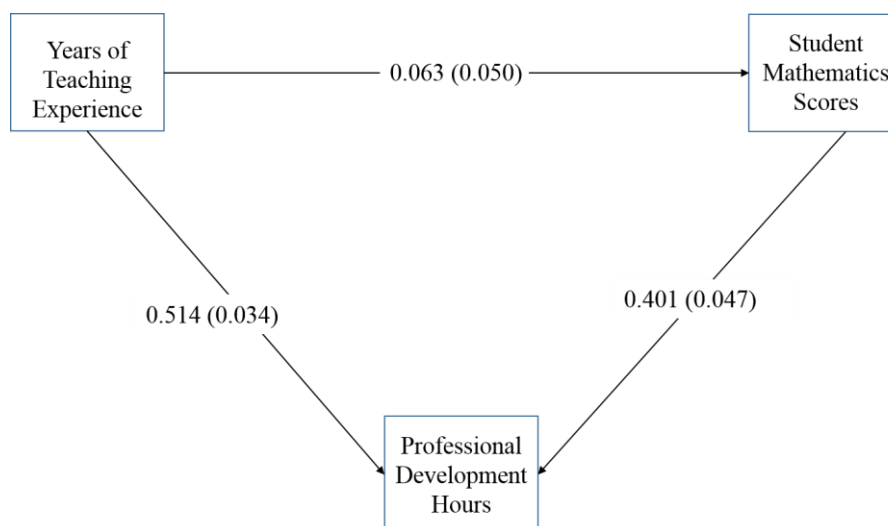 Years of
Teaching
Experience
0.063 (0.050)
Student
Mathematics
Scores
0.514 (0.034)
0.401 (0.047)
Professional
Development
Hours